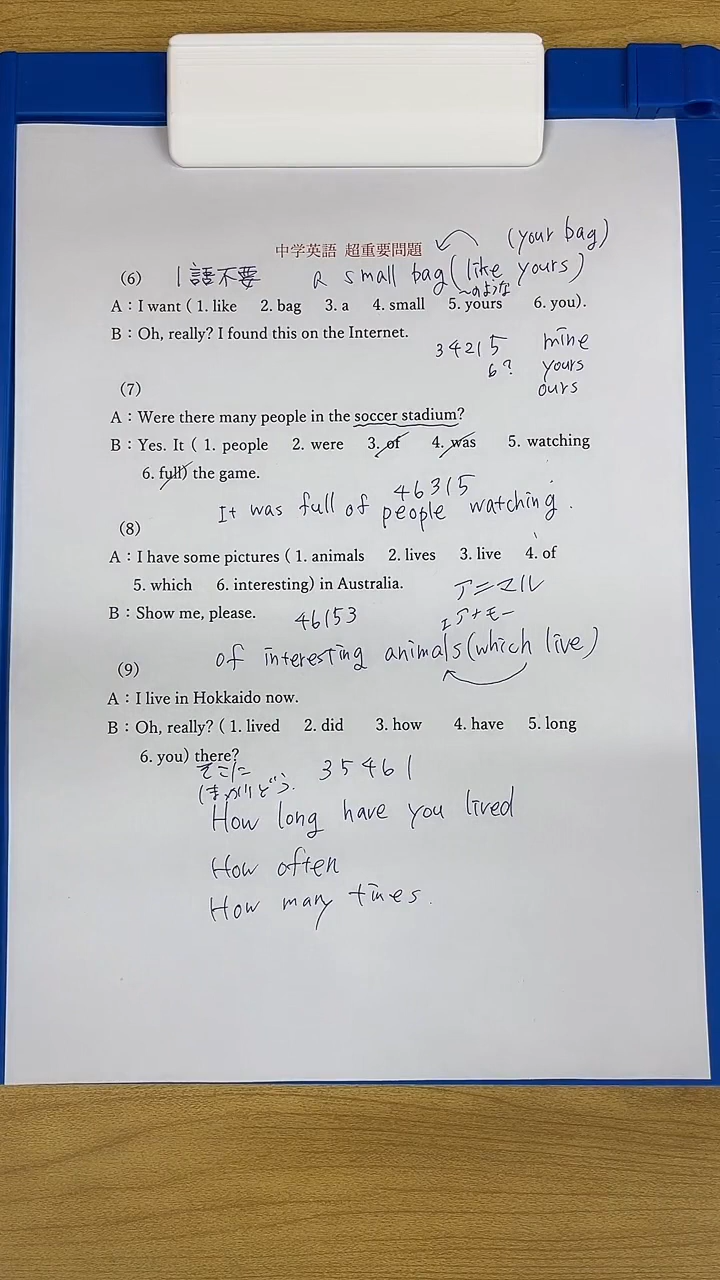 中学英語 超重要問題
(your bag)
(6) 1語不要 a small bag (like yours)
～のような
A：I want ( 1. like 2. bag 3. a 4. small 5. yours 6. you).
B：Oh, really? I found this on the Internet.
34215 mine
6? yours
ours
(7)
A：Were there many people in the soccer stadium?
B：Yes. It ( 1. people 2. were 3. of 4. was 5. watching
6. full) the game.
46315
It was full of people watching.
(8)
A：I have some pictures ( 1. animals 2. lives 3. live 4. of
5. which 6. interesting) in Australia.
アニマル
B：Show me, please. 46153
エアナモー
of interesting animals (which live)
(9)
A：I live in Hokkaido now.
B：Oh, really? ( 1. lived 2. did 3. how 4. have 5. long
6. you) there?
そこに 35461
How long have you lived
How often
How many times.